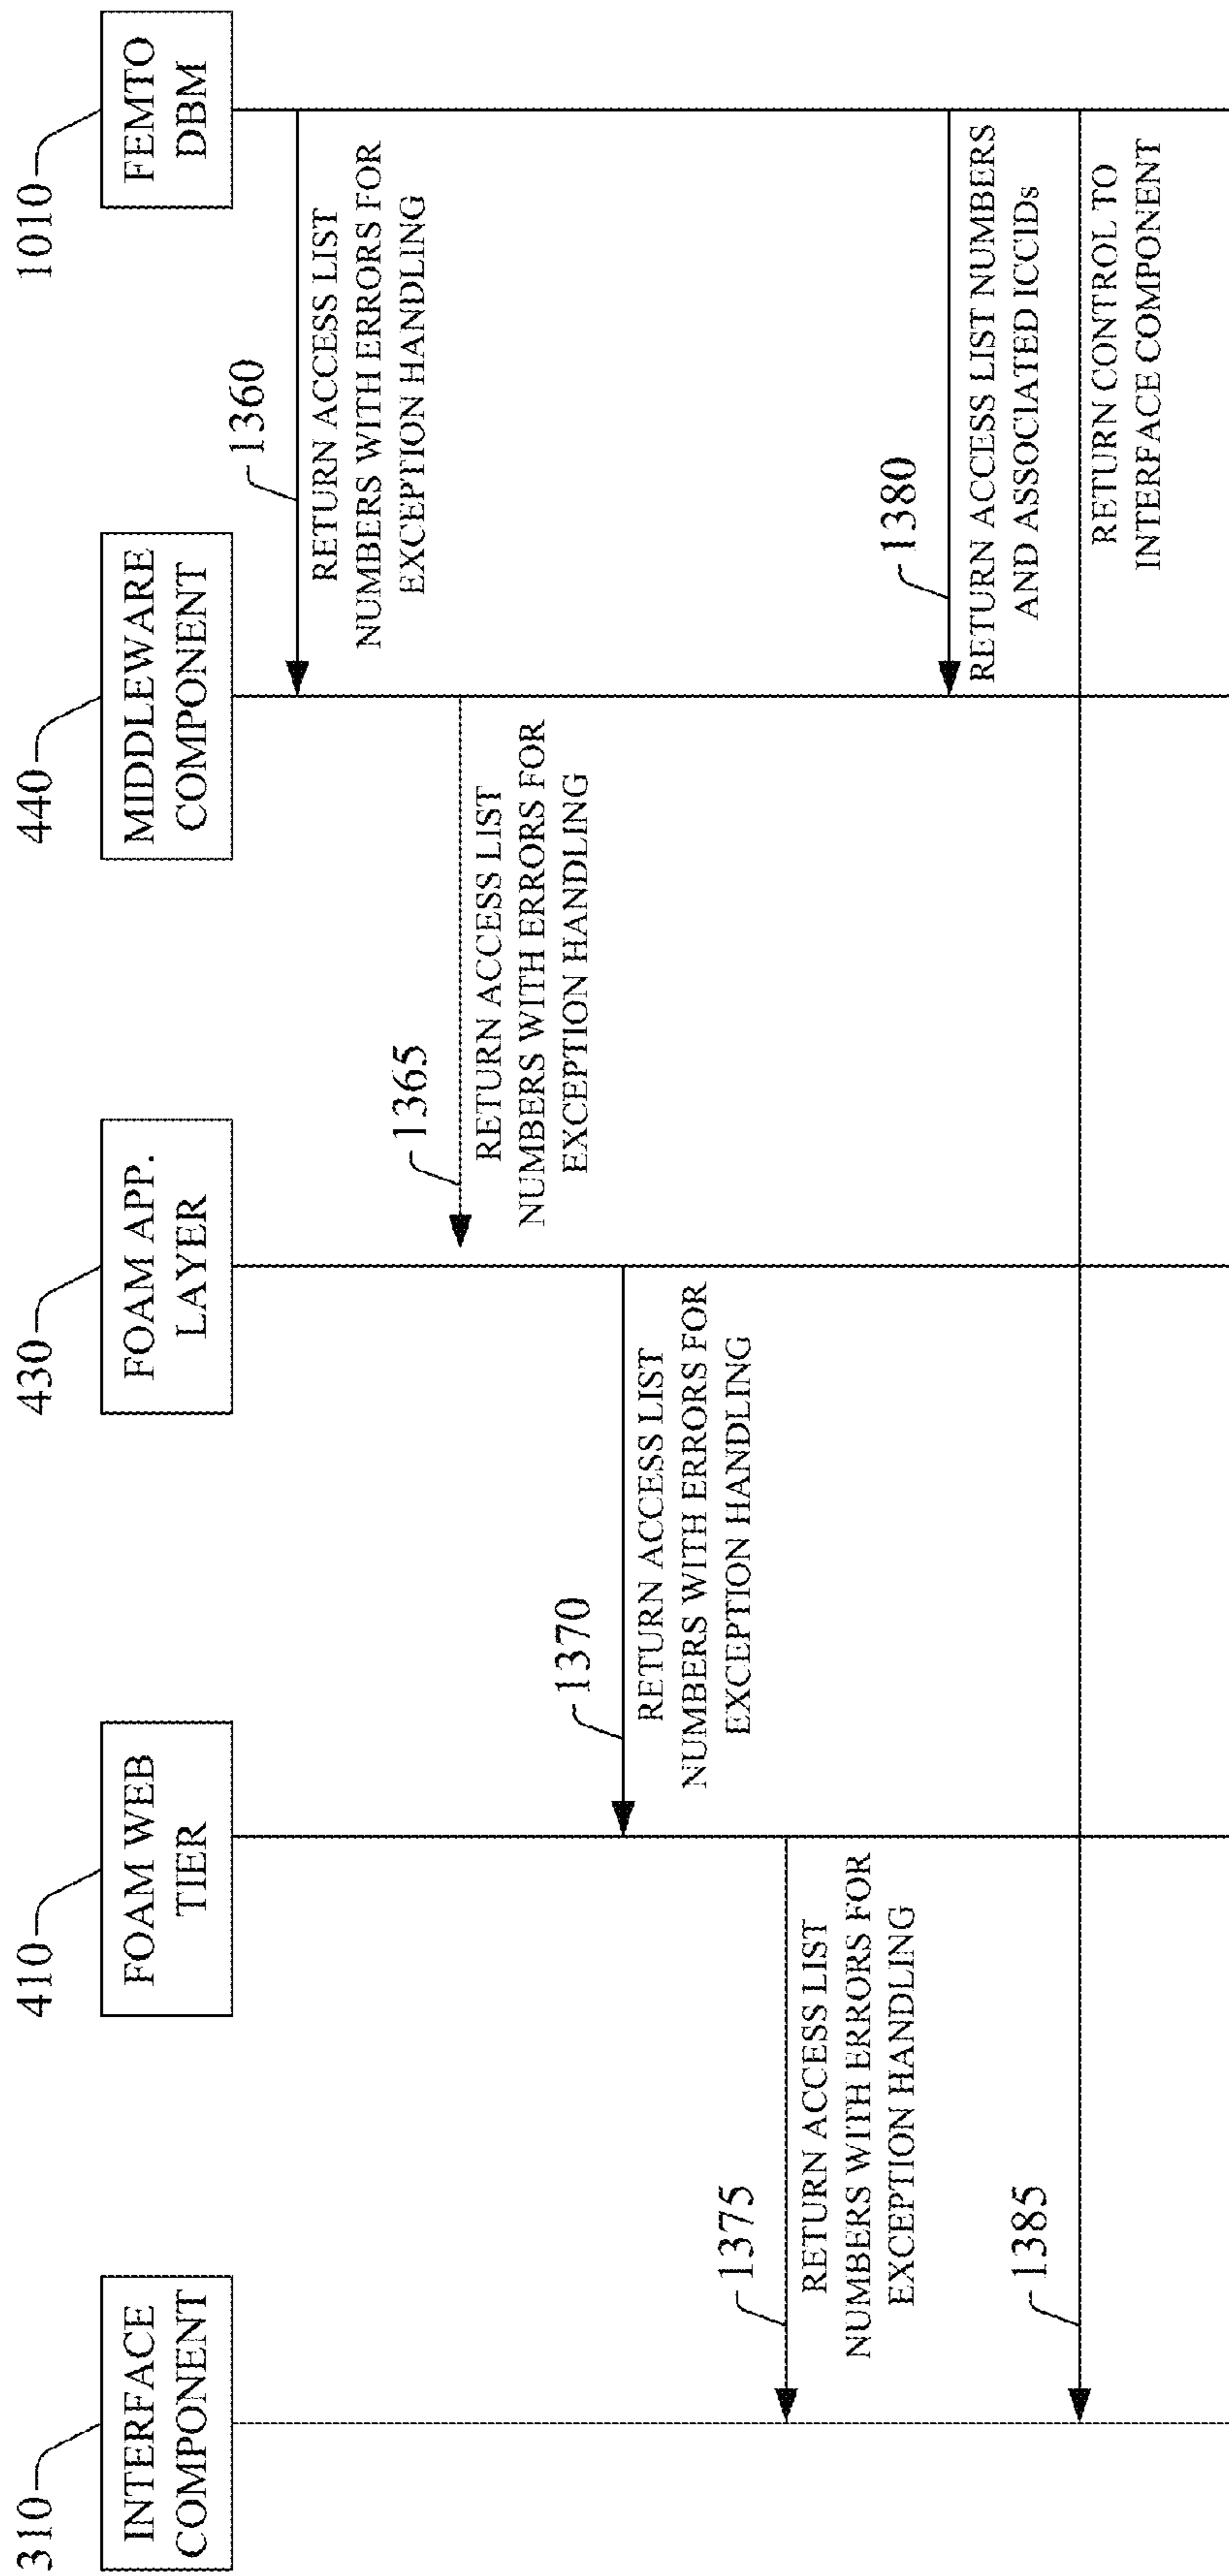 310
INTERFACE
COMPONENT
410
FOAM WEB
TIER
430
FOAM APP.
LAYER
440
MIDDLEWARE
COMPONENT
1010
FEMTO
DBM
1360
RETURN ACCESS LIST
NUMBERS WITH ERRORS FOR
EXCEPTION HANDLING
1365
RETURN ACCESS LIST
NUMBERS WITH ERRORS FOR
EXCEPTION HANDLING
1370
RETURN ACCESS LIST
NUMBERS WITH ERRORS FOR
EXCEPTION HANDLING
1375
RETURN ACCESS LIST
NUMBERS WITH ERRORS FOR
EXCEPTION HANDLING
1380
RETURN ACCESS LIST NUMBERS
AND ASSOCIATED ICCIDs
1385
RETURN CONTROL TO
INTERFACE COMPONENT